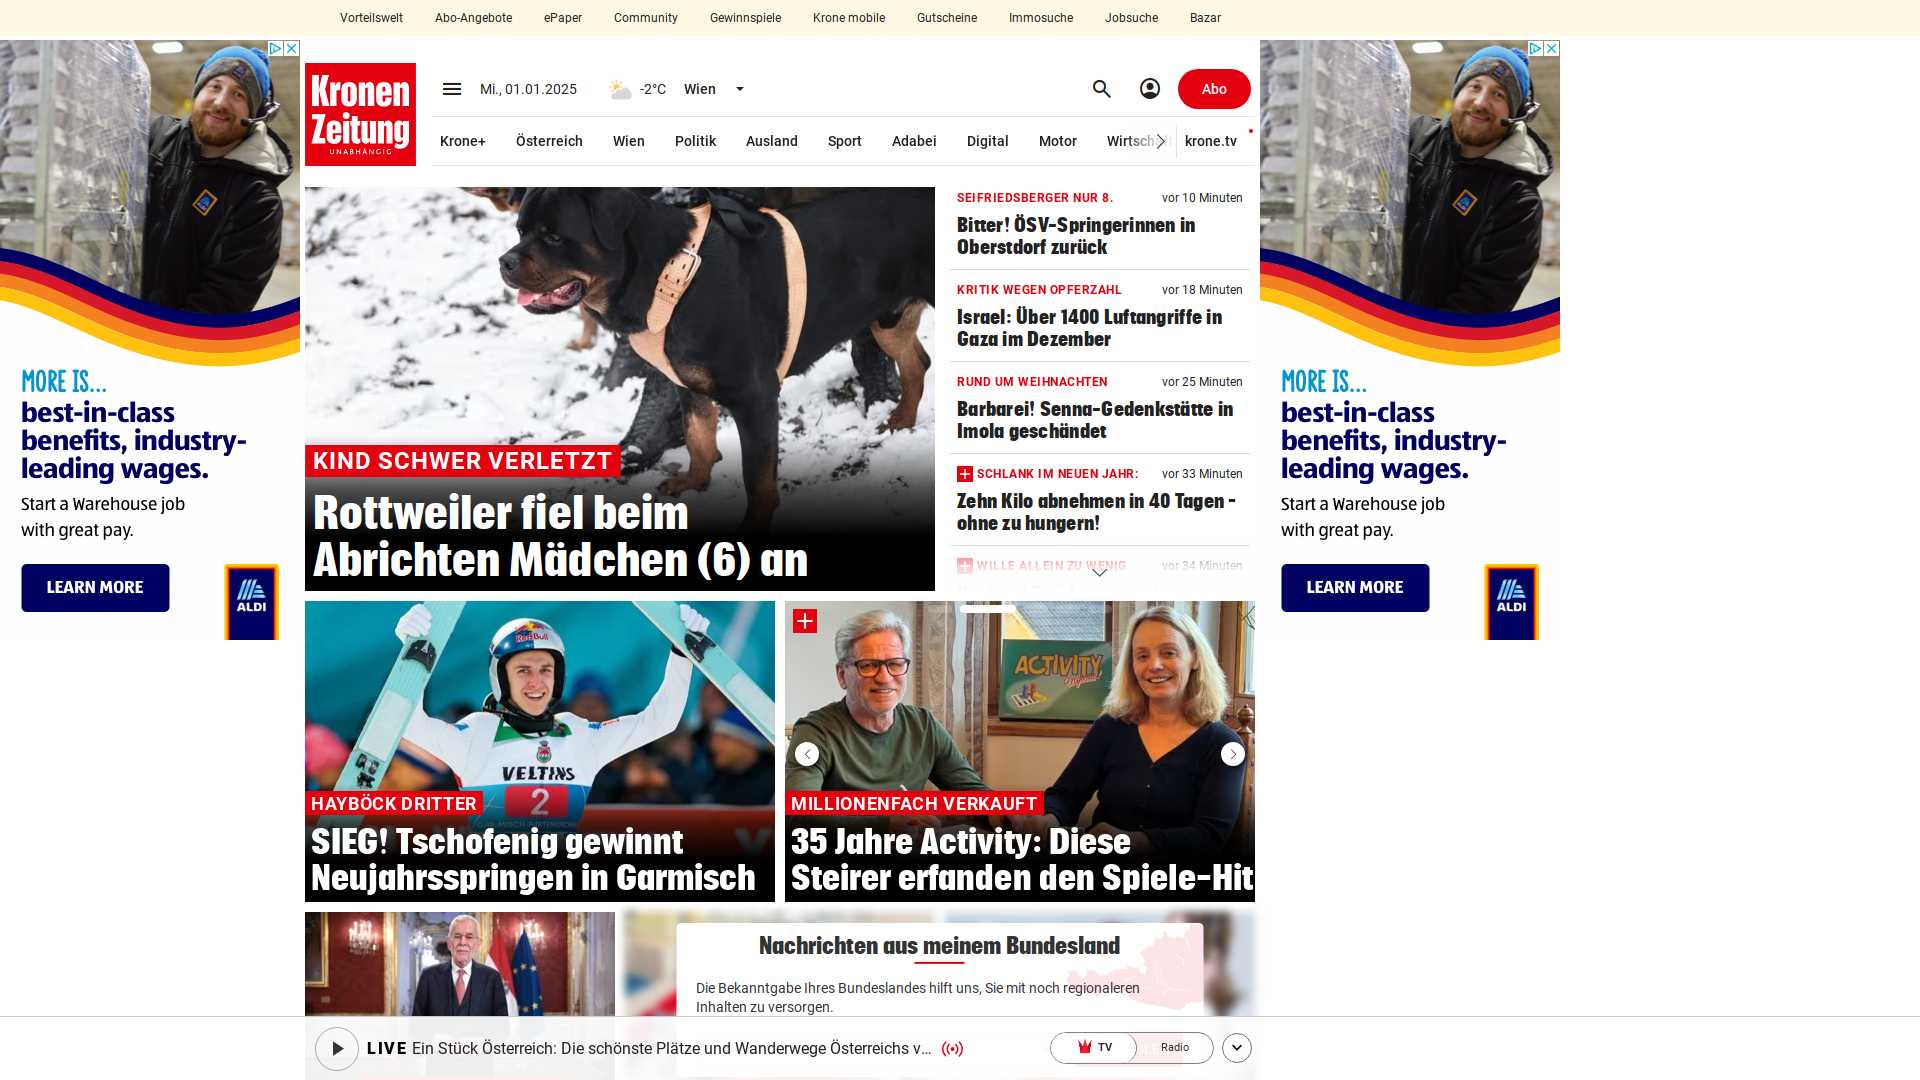 Vorteilswelt
Abo-Angebote
ePaper
Community
Gewinnspiele
Krone mobile
Gutscheine
Immosuche
Jobsuche
Bazar
Kronen
Zeitung
UNABHÄNGIG
Mi., 01.01.2025
-2°C
Wien
Abo
Krone+
Österreich
Wien
Politik
Ausland
Sport
Adabei
Digital
Motor
Wirtschaft
krone.tv
MORE IS...
best-in-class
benefits, industry-
leading wages.
Start a Warehouse job
with great pay.
LEARN MORE
ALDI
KIND SCHWER VERLETZT
Rottweiler fiel beim
Abrichten Mädchen (6) an
SEIFRIEDSBERGER NUR 8.
vor 10 Minuten
Bitter! ÖSV-Springerinnen in
Oberstdorf zurück
KRITIK WEGEN OPFERZAHL
vor 18 Minuten
Israel: Über 1400 Luftangriffe in
Gaza im Dezember
RUND UM WEIHNACHTEN
vor 25 Minuten
Barbarei! Senna-Gedenkstätte in
Imola geschändet
SCHLANK IM NEUEN JAHR:
vor 33 Minuten
Zehn Kilo abnehmen in 40 Tagen -
ohne zu hungern!
WILLE ALLEIN ZU WENIG
vor 34 Minuten
MORE IS...
best-in-class
benefits, industry-
leading wages.
Start a Warehouse job
with great pay.
LEARN MORE
ALDI
Red Bull
VELTINS
2
HAYBÖCK DRITTER
SIEG! Tschofenig gewinnt
Neujahrsspringen in Garmisch
ACTIVITY
Original
MILLIONENFACH VERKAUFT
35 Jahre Activity: Diese
Steirer erfanden den Spiele-Hit
Nachrichten aus meinem Bundesland
Die Bekanntgabe Ihres Bundeslandes hilft uns, Sie mit noch regionaleren
Inhalten zu versorgen.
LIVE Ein Stück Österreich: Die schönste Plätze und Wanderwege Österreichs v...
TV
Radio